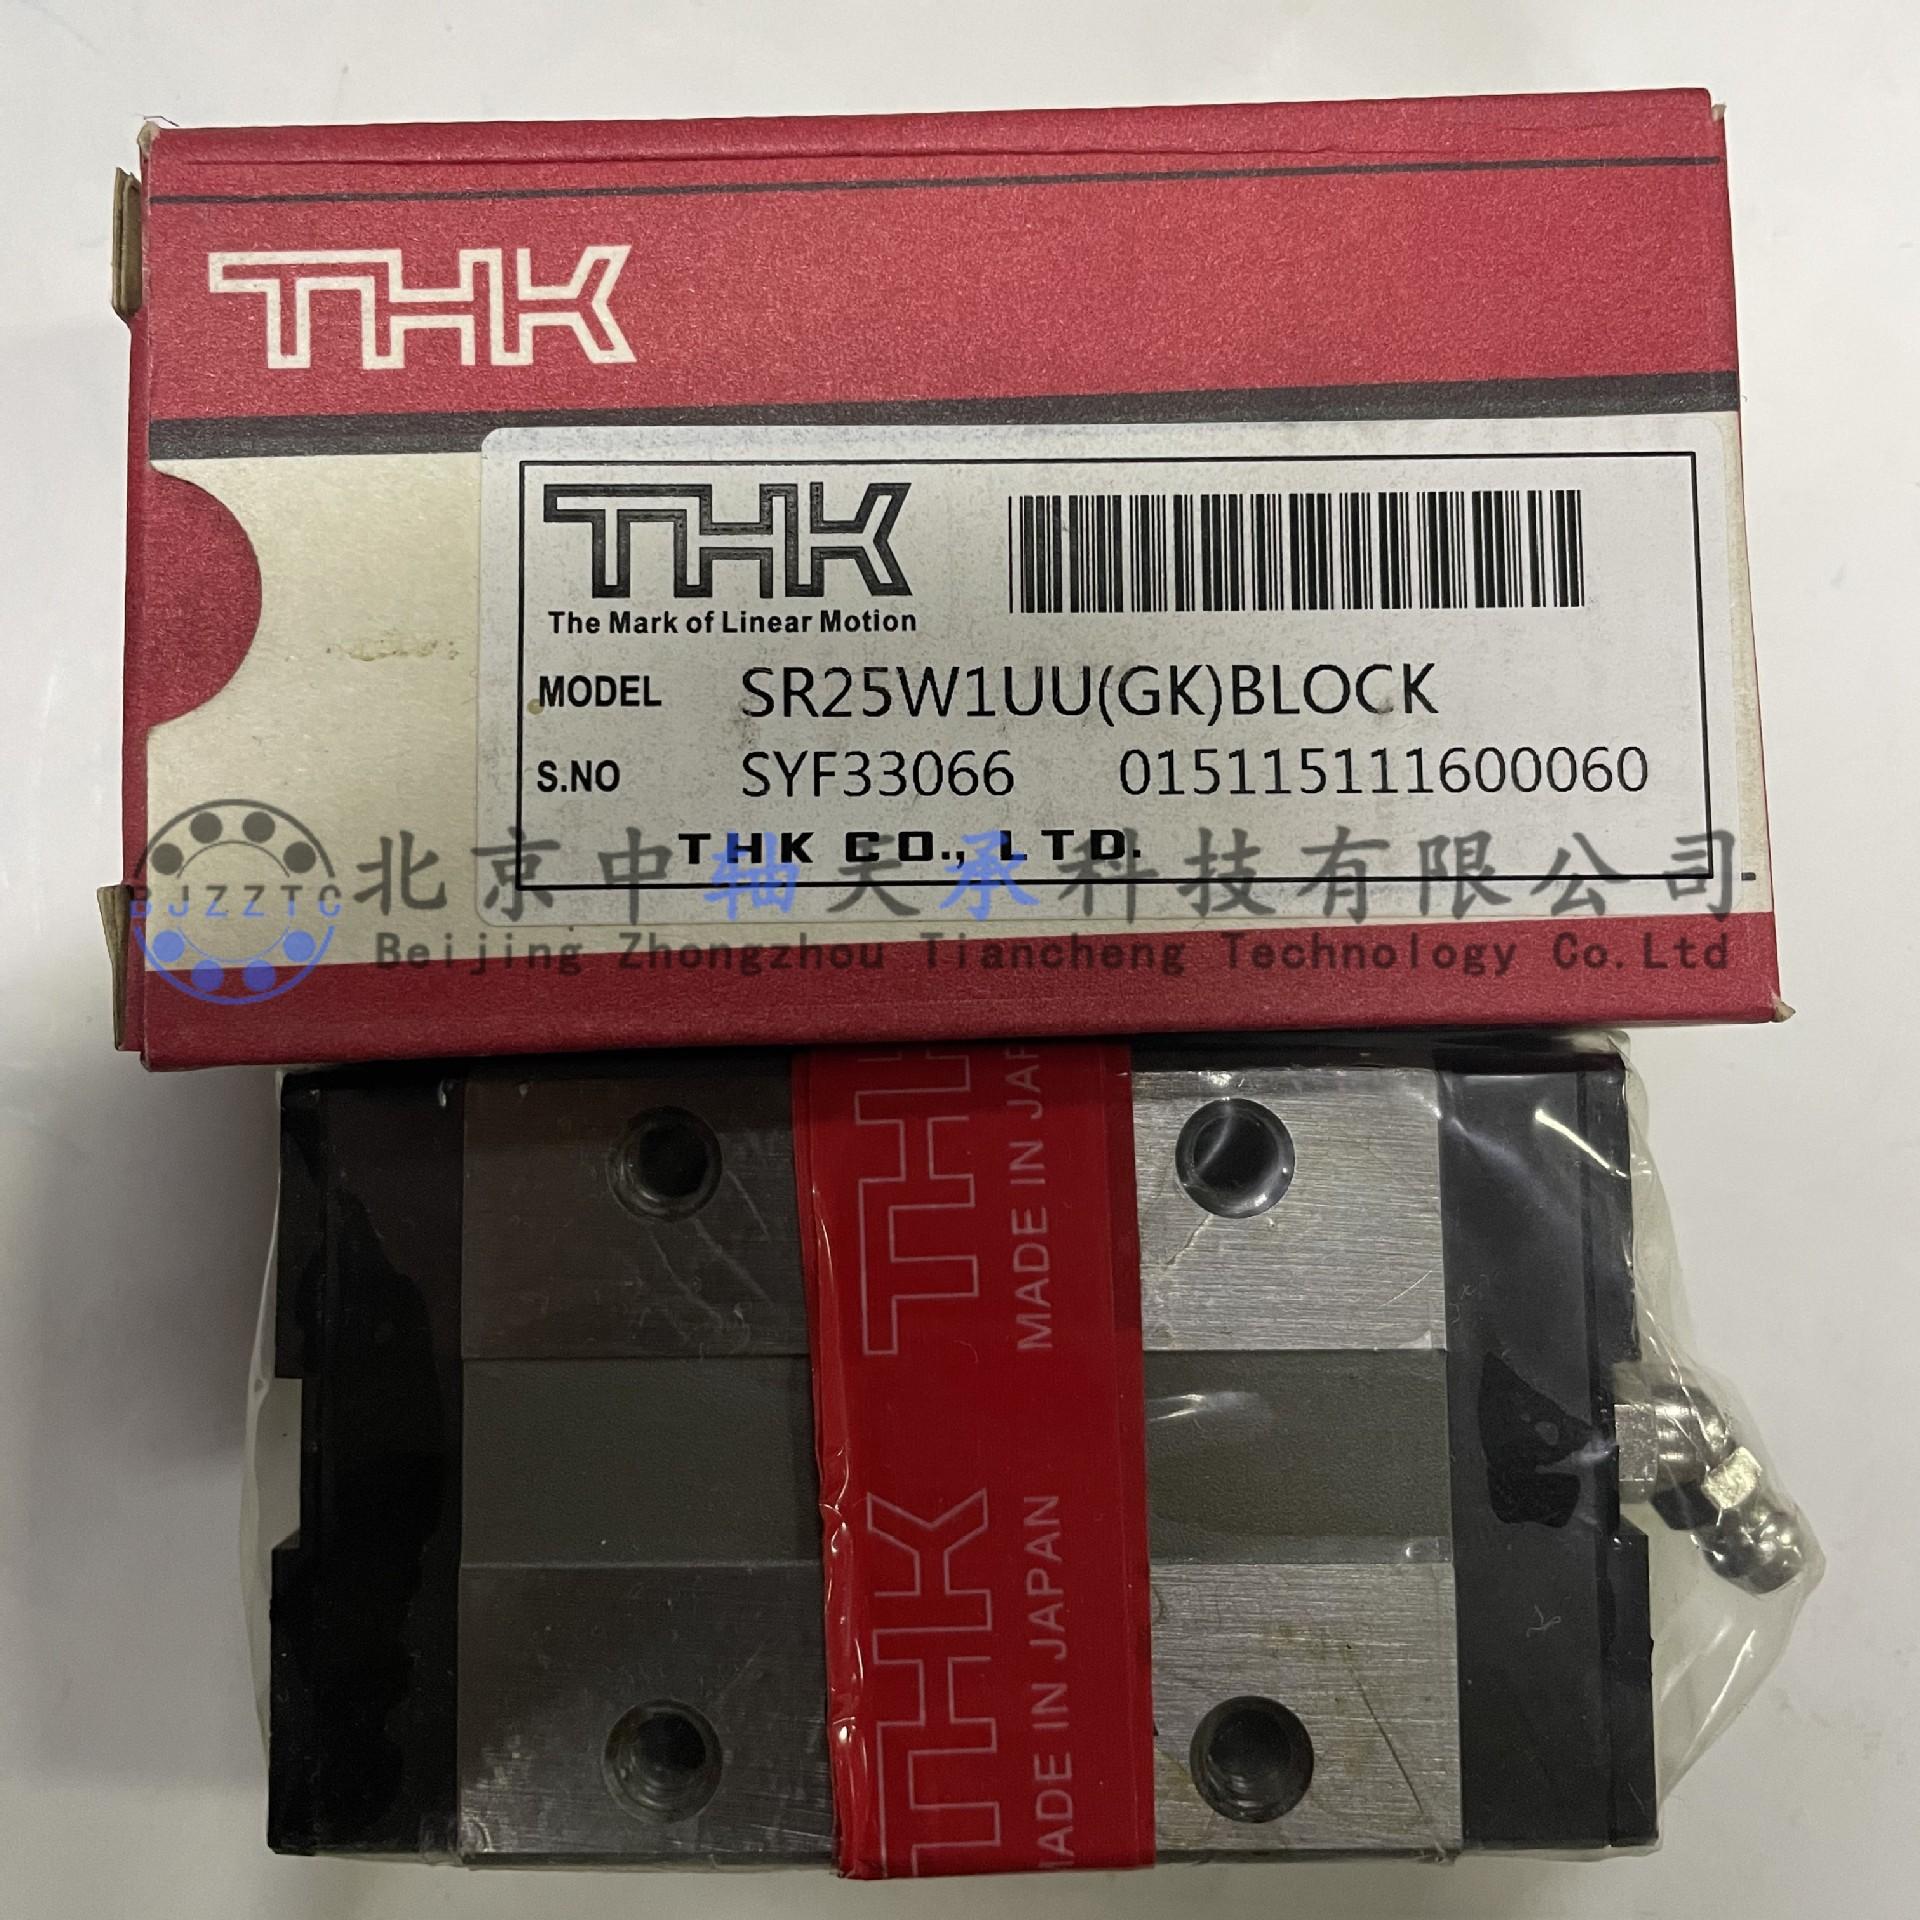 THK
THK
The Mark of Linear Motion
MODEL SR25W1UU(GK)BLOCK
S.NO SYF33066 015115111600060
THK CO., LTD.
BJZZTC 北京中轴天承科技有限公司
Beijing Zhongzhou Tiancheng Technology Co.Ltd
THK
MADE IN JAP
THK
MADE IN JAPAN